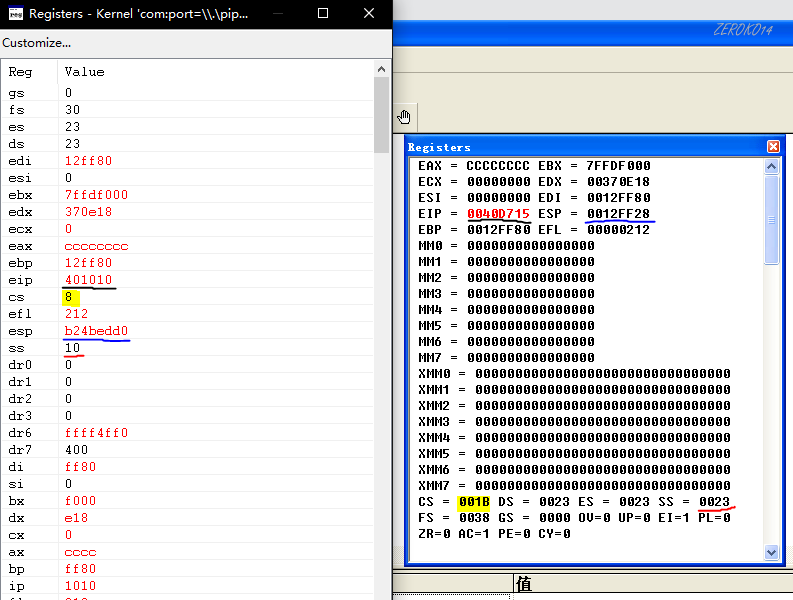 Registers - Kernel 'com:port=\\.\pip...
Customize...
Reg Value
gs 0
fs 30
es 23
ds 23
edi 12ff80
esi 0
ebx 7ffdf000
edx 370e18
ecx 0
eax cccccccc
ebp 12ff80
eip 401010
cs 8
efl 212
esp b24bedd0
ss 10
dr0 0
dr1 0
dr2 0
dr3 0
dr6 ffff4ff0
dr7 400
di ff80
si 0
bx f000
dx e18
cx 0
ax cccc
bp ff80
ip 1010
ZEROKO14
Registers
EAX = CCCCCCCC EBX = 7FFDF000
ECX = 00000000 EDX = 00370E18
ESI = 00000000 EDI = 0012FF80
EIP = 0040D715 ESP = 0012FF28
EBP = 0012FF80 EFL = 00000212
MM0 = 0000000000000000
MM1 = 0000000000000000
MM2 = 0000000000000000
MM3 = 0000000000000000
MM4 = 0000000000000000
MM5 = 0000000000000000
MM6 = 0000000000000000
MM7 = 0000000000000000
XMM0 = 00000000000000000000000000000000
XMM1 = 00000000000000000000000000000000
XMM2 = 00000000000000000000000000000000
XMM3 = 00000000000000000000000000000000
XMM4 = 00000000000000000000000000000000
XMM5 = 00000000000000000000000000000000
XMM6 = 00000000000000000000000000000000
XMM7 = 00000000000000000000000000000000
CS = 001B DS = 0023 ES = 0023 SS = 0023
FS = 0038 GS = 0000 OV=0 UP=0 EI=1 PL=0
ZR=0 AC=1 PE=0 CY=0
值